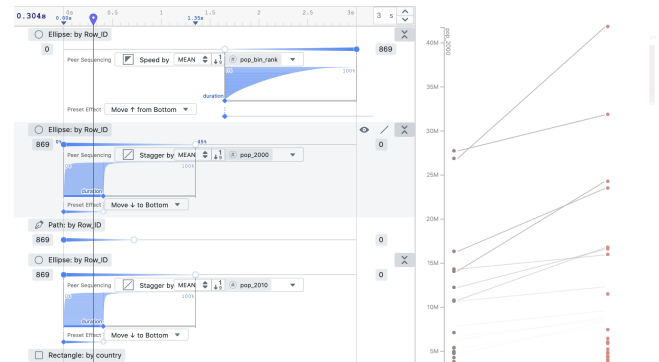 0.304s
0s
0.5
1
1.5
2
2.5
3s
0.00s
1.35s
3 s
Ellipse: by Row_ID
0
869
Peer Sequencing
Speed by MEAN
pop_bin_rank
100%
duration
Preset Effect
Move ↑ from Bottom
Ellipse: by Row_ID
869
0
Peer Sequencing
Stagger by MEAN
pop_2000
100%
duration
Preset Effect
Move ↓ to Bottom
Path: by Row_ID
869
0
Ellipse: by Row_ID
869
0
Peer Sequencing
Stagger by MEAN
pop_2010
100%
duration
Preset Effect
Move ↓ to Bottom
Rectangle: by country
pop_2000
40M
35M
30M
25M
20M
15M
10M
5M